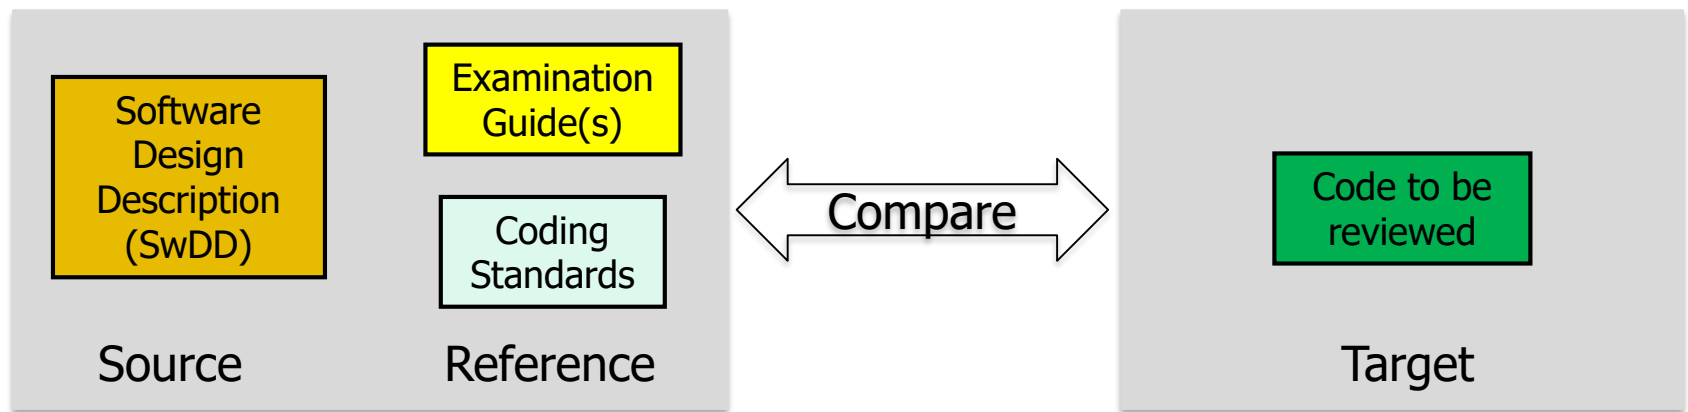 Software
Design
Description
(SwDD)
Source
Examination
Guide(s)
Coding
Standards
Reference
Compare
Code to be
reviewed
Target